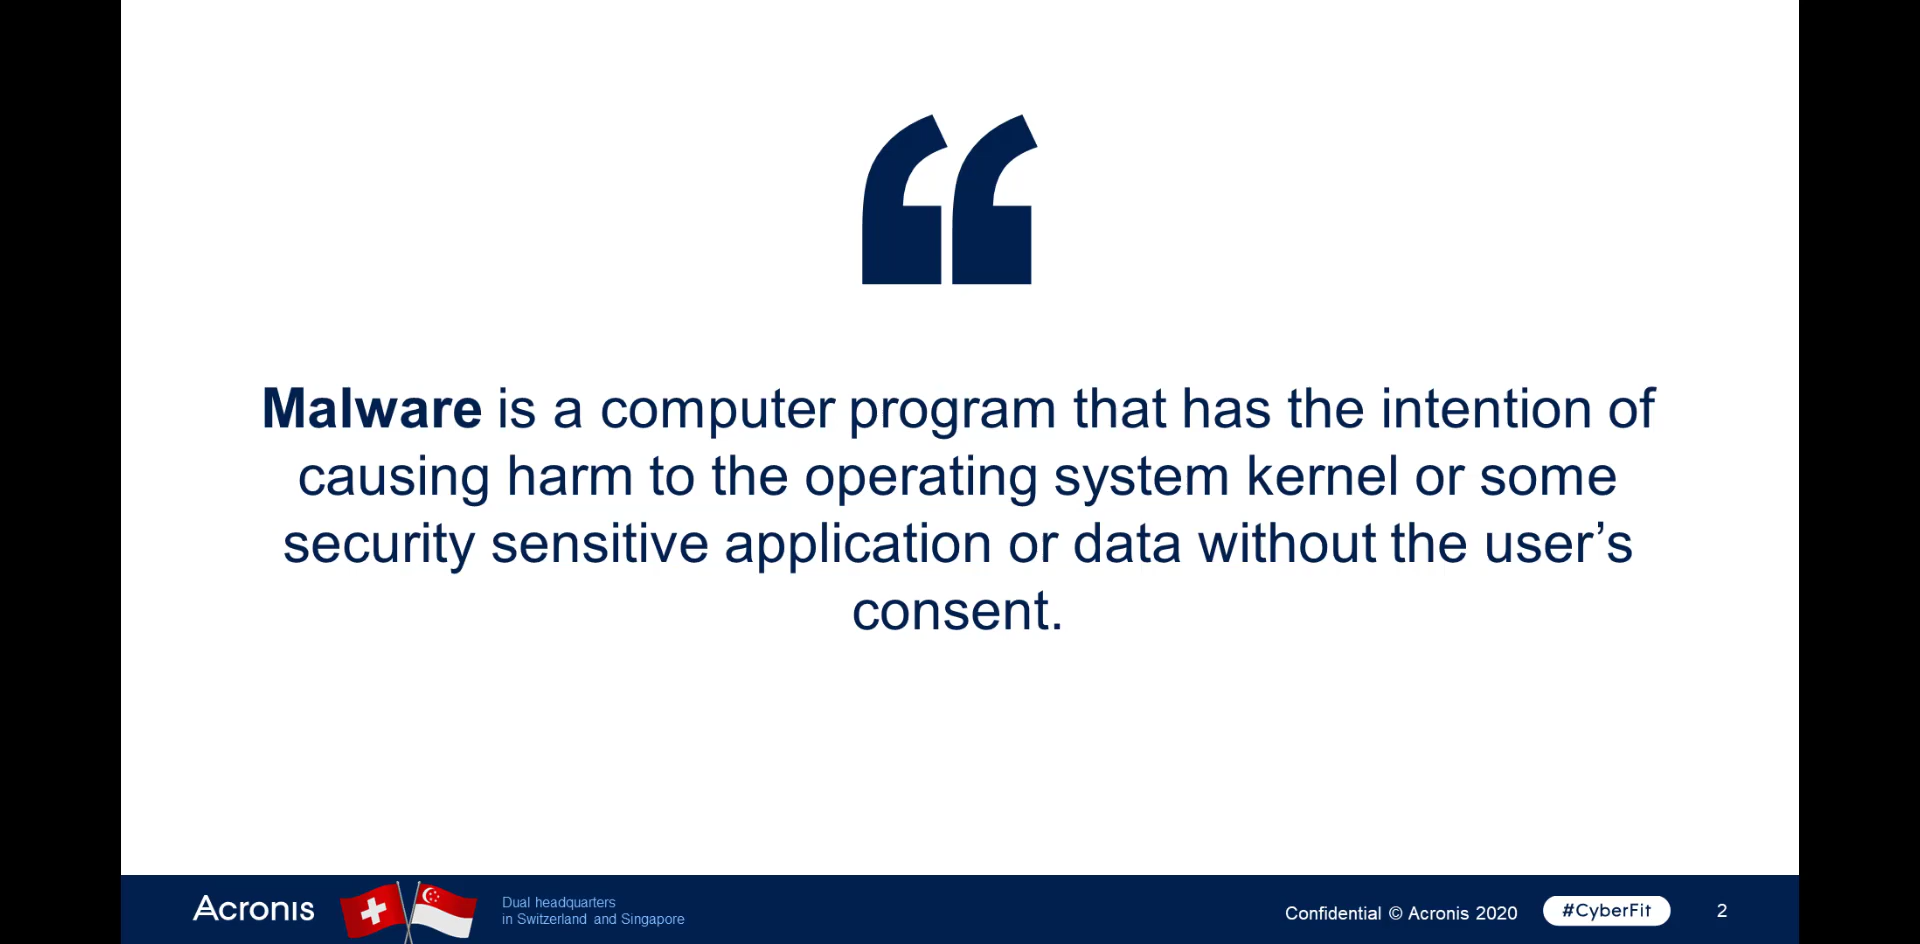 Malware is a computer program that has the intention of
causing harm to the operating system kernel or some
security sensitive application or data without the user’s
consent.
Acronis
Dual headquarters
in Switzerland and Singapore
Confidential © Acronis 2020
#CyberFit
2